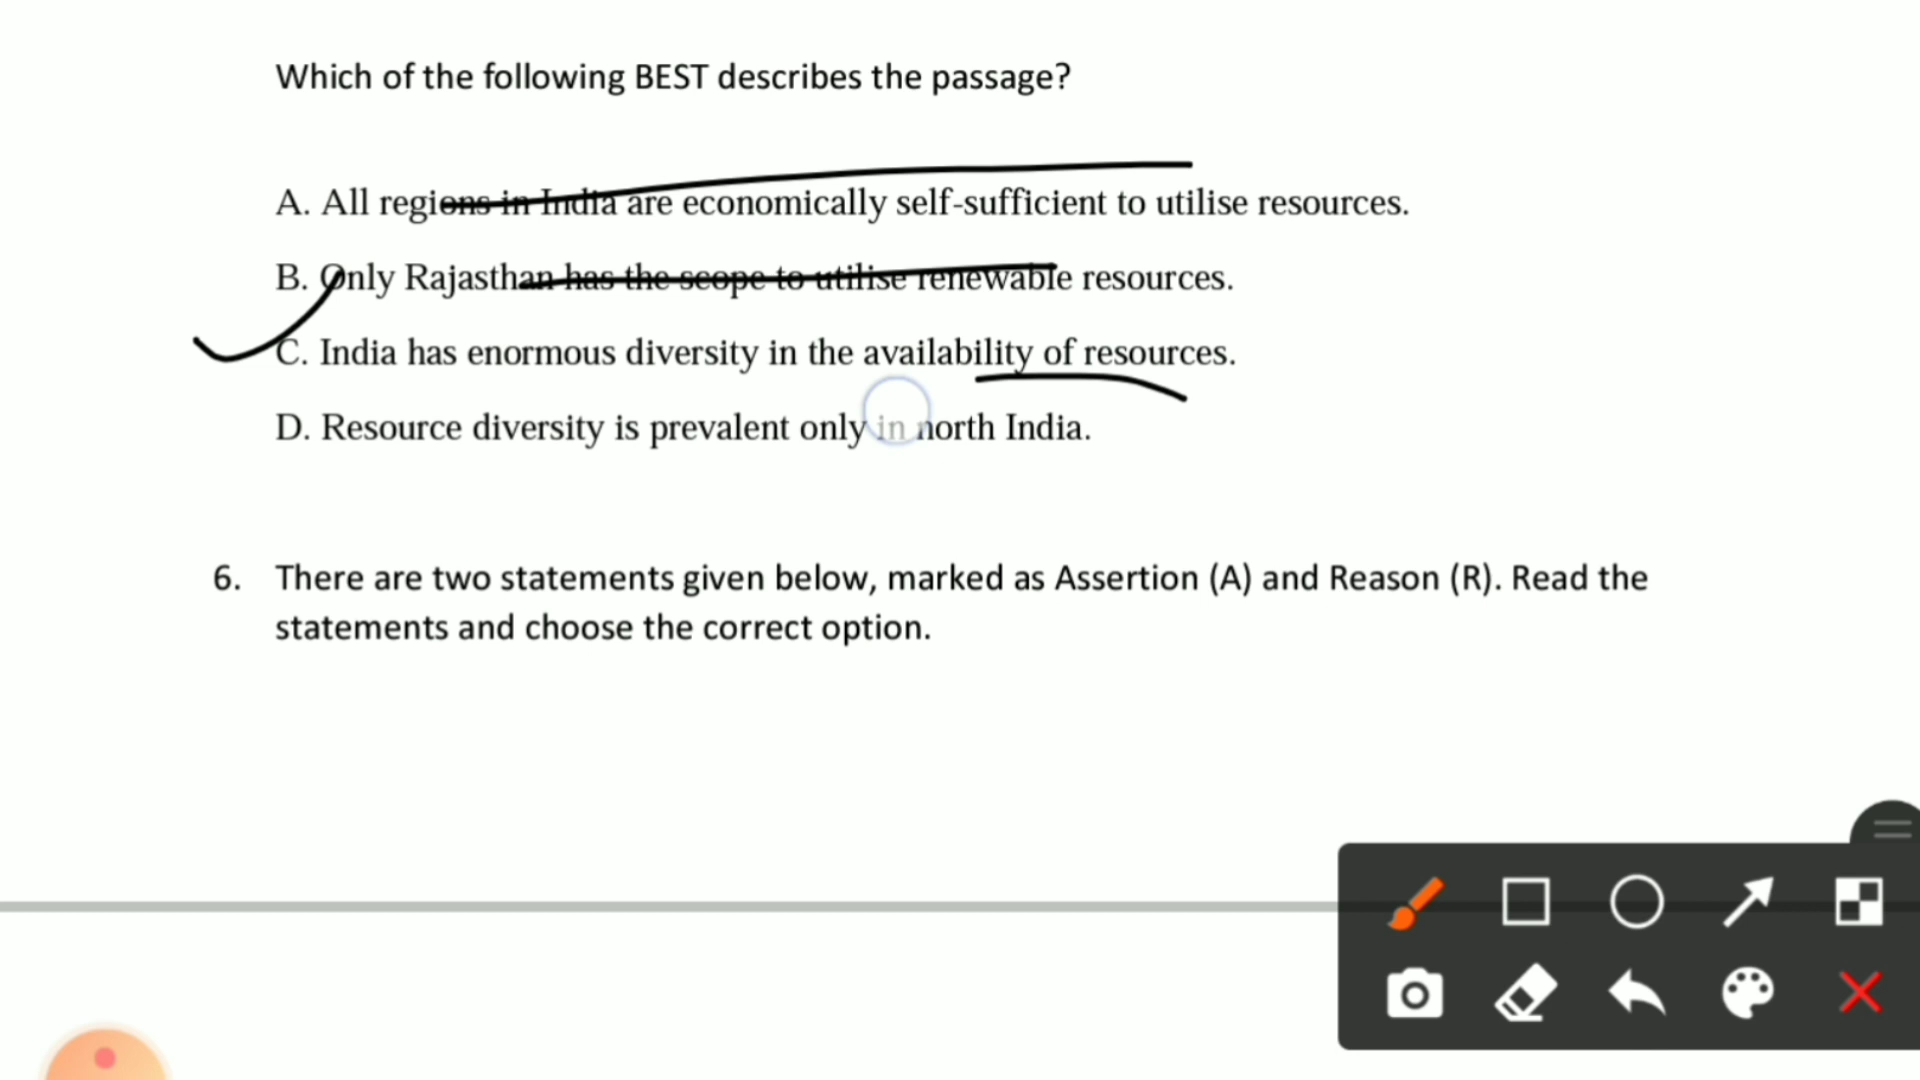 Which of the following BEST describes the passage?
A. All regions in India are economically self-sufficient to utilise resources.
B. Only Rajasthan has the scope to utilise renewable resources.
C. India has enormous diversity in the availability of resources.
D. Resource diversity is prevalent only in north India.
6. There are two statements given below, marked as Assertion (A) and Reason (R). Read the
statements and choose the correct option.